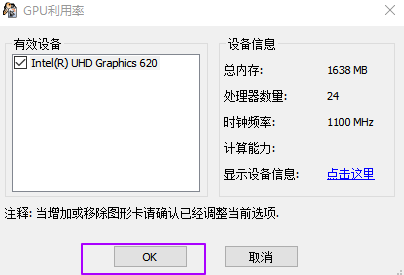 GPU利用率
有效设备
Intel(R) UHD Graphics 620
设备信息
总内存: 1638 MB
处理器数量: 24
时钟频率: 1100 MHz
计算能力:
显示设备信息: 点击这里
注释: 当增加或移除图形卡请确认已经调整当前选项.
OK 取消